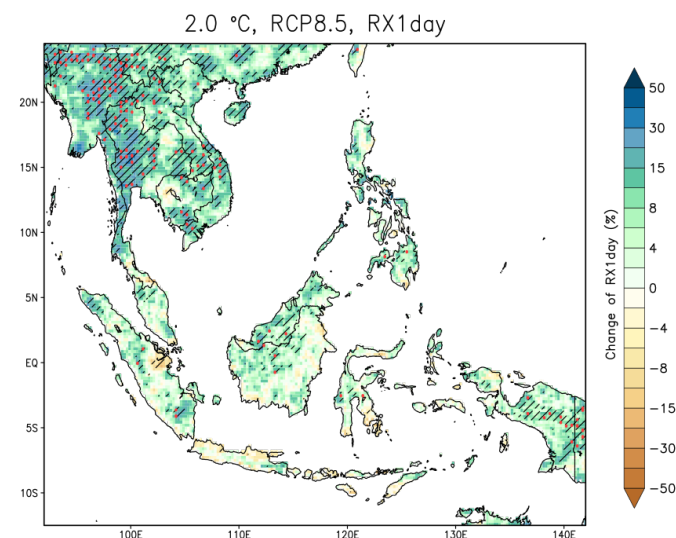 2.0 °C, RCP8.5, RX1day
20N
15N
10N
5N
EQ
5S
10S
100E
110E
120E
130E
140E
Change of RX1day (%)
50
30
15
8
4
0
−4
−8
−15
−30
−50